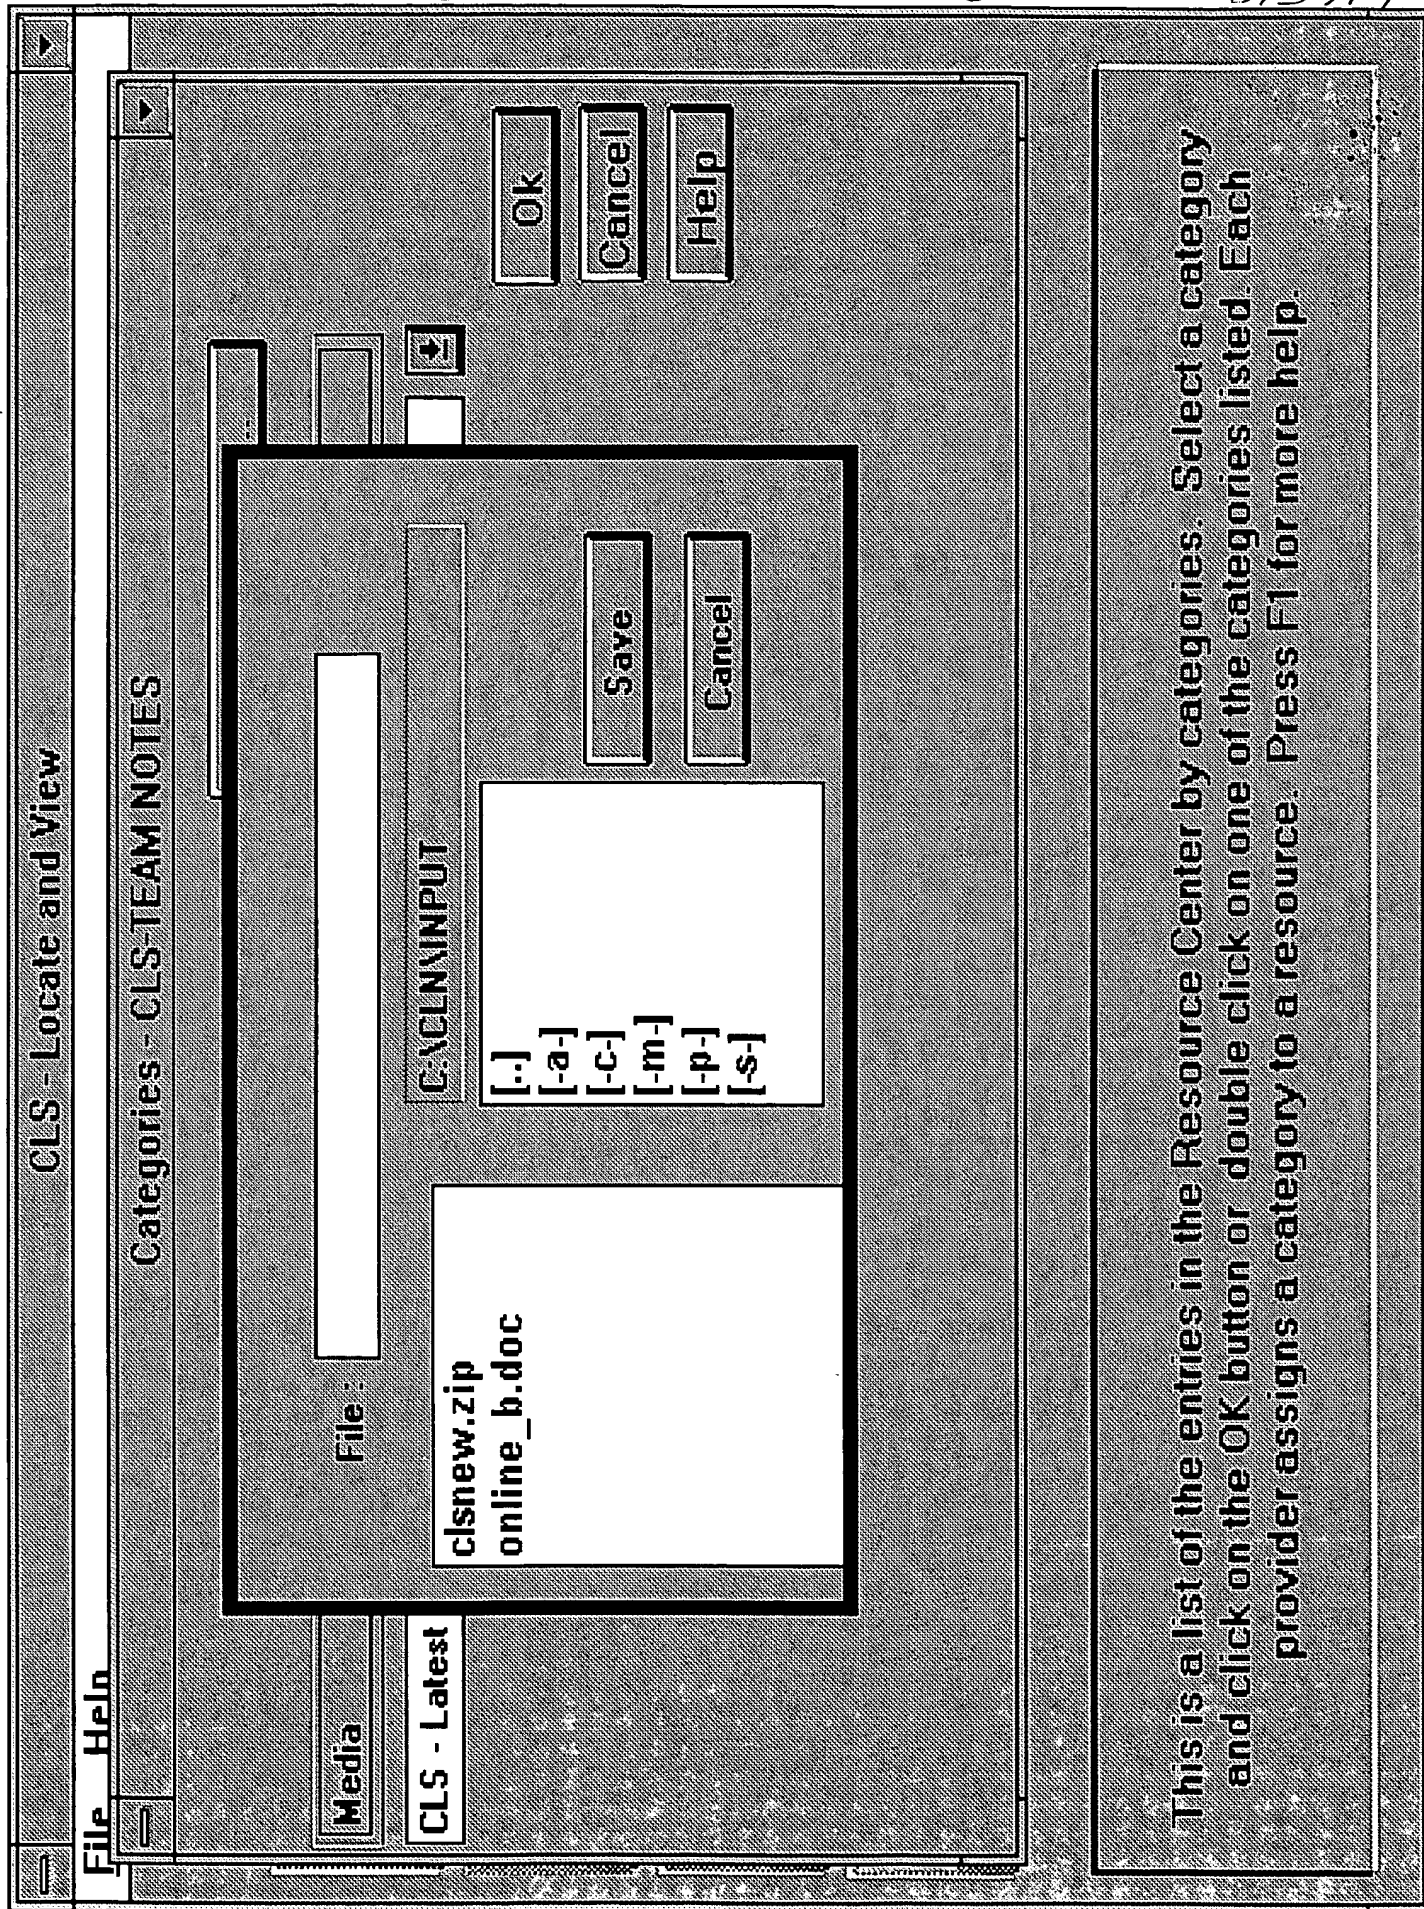 CLS - Locate and View
File Help
Categories - CLS-TEAM NOTES
Media
CLS - Latest
File :
C:\CLN\INPUT
clsnew.zip
online_b.doc
[..]
[-a-]
[-c-]
[-m-]
[-p-]
[-s-]
Save
Cancel
Ok
Cancel
Help
This is a list of the entries in the Resource Center by categories. Select a category
and click on the OK button or double click on one of the categories listed. Each
provider assigns a category to a resource. Press F1 for more help.